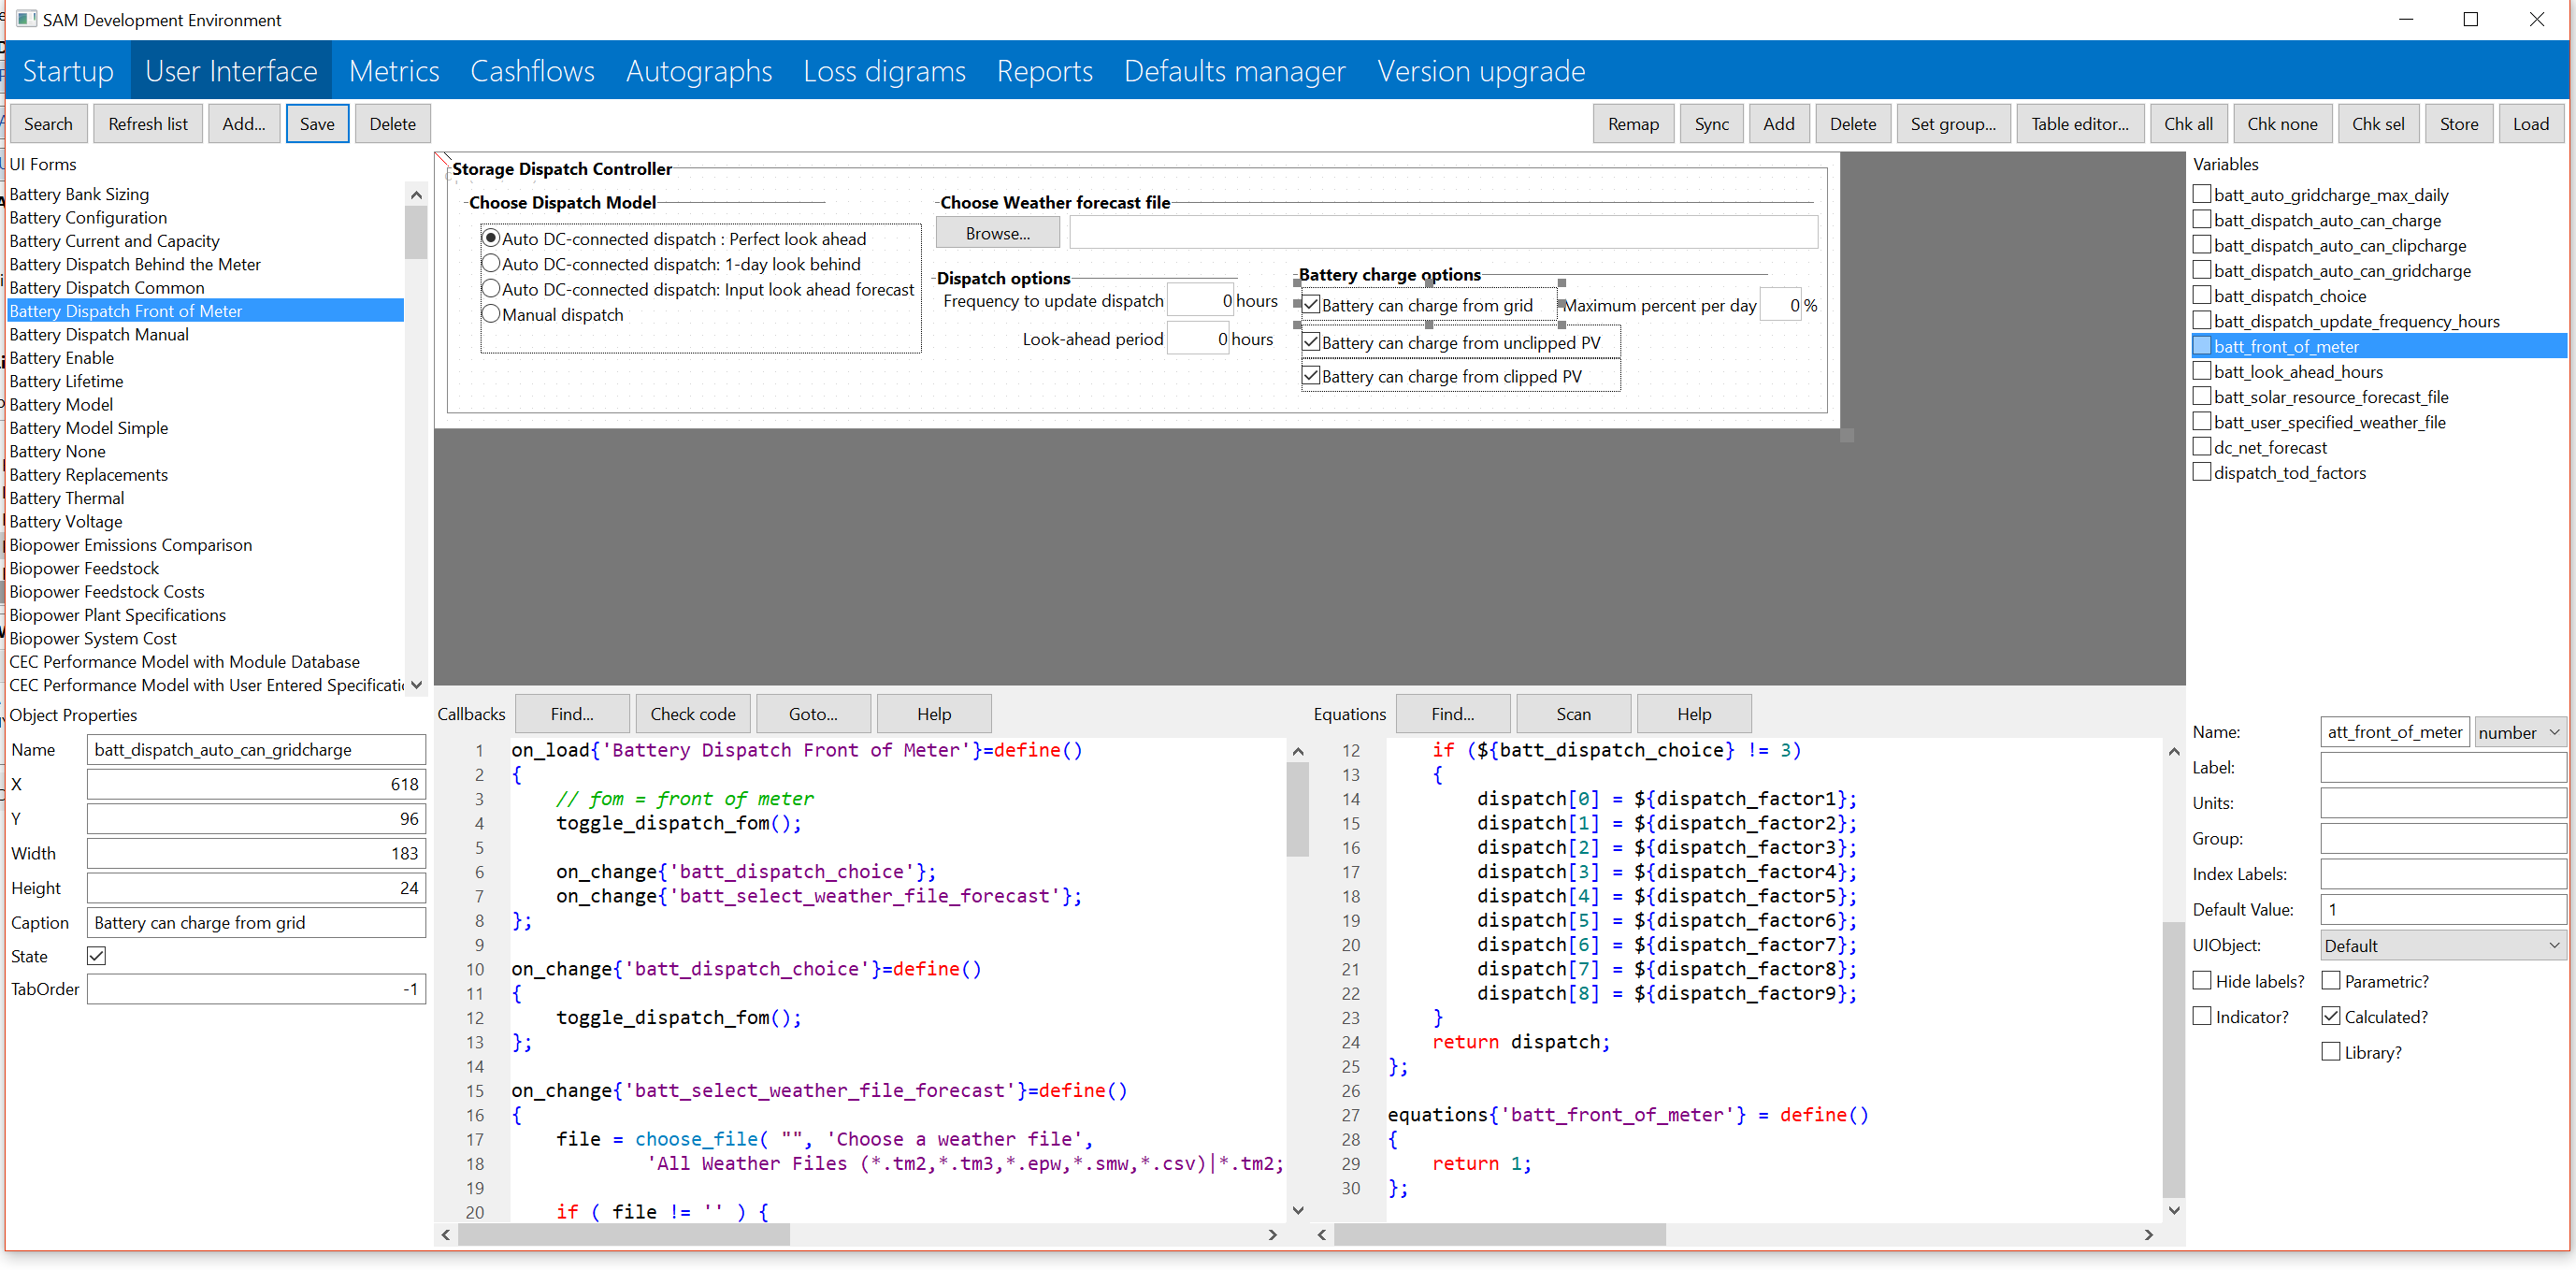 SAM Development Environment
Startup User Interface Metrics Cashflows Autographs Loss digrams Reports Defaults manager Version upgrade
Search Refresh list Add... Save Delete Remap Sync Add Delete Set group... Table editor... Chk all Chk none Chk sel Store Load
UI Forms
Battery Bank Sizing
Battery Configuration
Battery Current and Capacity
Battery Dispatch Behind the Meter
Battery Dispatch Common
Battery Dispatch Front of Meter
Battery Dispatch Manual
Battery Enable
Battery Lifetime
Battery Model
Battery Model Simple
Battery None
Battery Replacements
Battery Thermal
Battery Voltage
Biopower Emissions Comparison
Biopower Feedstock
Biopower Feedstock Costs
Biopower Plant Specifications
Biopower System Cost
CEC Performance Model with Module Database
CEC Performance Model with User Entered Specificatio
Storage Dispatch Controller
Choose Dispatch Model
Auto DC-connected dispatch : Perfect look ahead
Auto DC-connected dispatch: 1-day look behind
Auto DC-connected dispatch: Input look ahead forecast
Manual dispatch
Choose Weather forecast file
Browse...
Dispatch options
Frequency to update dispatch 0 hours
Look-ahead period 0 hours
Battery charge options
Battery can charge from grid Maximum percent per day 0 %
Battery can charge from unclipped PV
Battery can charge from clipped PV
Variables
batt_auto_gridcharge_max_daily
batt_dispatch_auto_can_charge
batt_dispatch_auto_can_clipcharge
batt_dispatch_auto_can_gridcharge
batt_dispatch_choice
batt_dispatch_update_frequency_hours
batt_front_of_meter
batt_look_ahead_hours
batt_solar_resource_forecast_file
batt_user_specified_weather_file
dc_net_forecast
dispatch_tod_factors
Object Properties
Name batt_dispatch_auto_can_gridcharge
X 618
Y 96
Width 183
Height 24
Caption Battery can charge from grid
State
TabOrder -1
Callbacks Find... Check code Goto... Help
1 on_load{'Battery Dispatch Front of Meter'}=define()
2 {
3 // fom = front of meter
4 toggle_dispatch_fom();
5
6 on_change{'batt_dispatch_choice'};
7 on_change{'batt_select_weather_file_forecast'};
8 };
9
10 on_change{'batt_dispatch_choice'}=define()
11 {
12 toggle_dispatch_fom();
13 };
14
15 on_change{'batt_select_weather_file_forecast'}=define()
16 {
17 file = choose_file( "", 'Choose a weather file',
18 'All Weather Files (*.tm2,*.tm3,*.epw,*.smw,*.csv)|*.tm2;
19
20 if ( file != '' ) {
Equations Find... Scan Help
12 if (${batt_dispatch_choice} != 3)
13 {
14 dispatch[0] = ${dispatch_factor1};
15 dispatch[1] = ${dispatch_factor2};
16 dispatch[2] = ${dispatch_factor3};
17 dispatch[3] = ${dispatch_factor4};
18 dispatch[4] = ${dispatch_factor5};
19 dispatch[5] = ${dispatch_factor6};
20 dispatch[6] = ${dispatch_factor7};
21 dispatch[7] = ${dispatch_factor8};
22 dispatch[8] = ${dispatch_factor9};
23 }
24 return dispatch;
25 };
26
27 equations{'batt_front_of_meter'} = define()
28 {
29 return 1;
30 };
Name: att_front_of_meter number
Label:
Units:
Group:
Index Labels:
Default Value: 1
UIObject: Default
Hide labels? Parametric?
Indicator? Calculated?
Library?